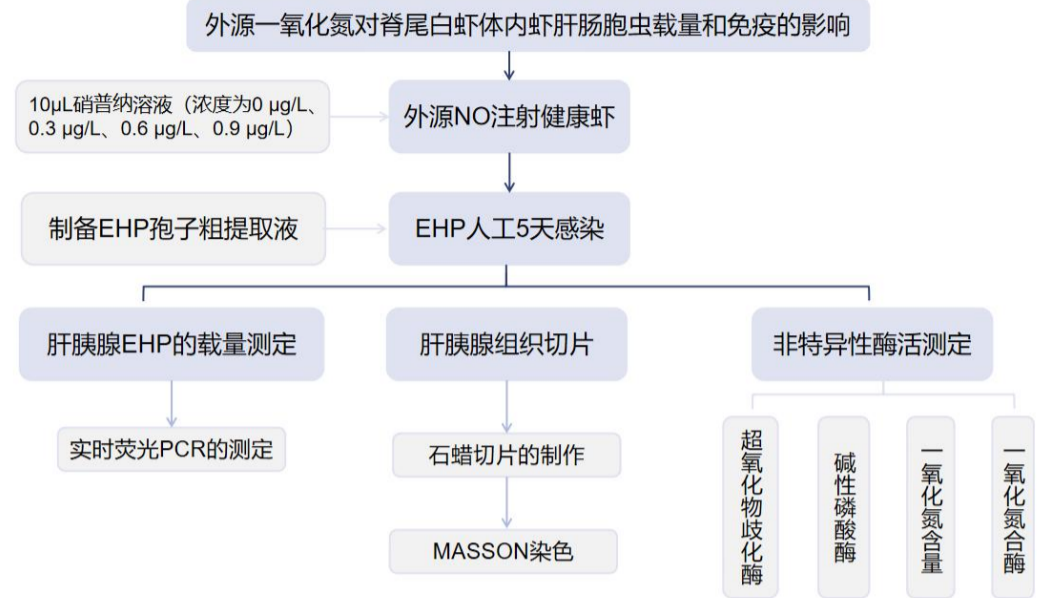 外源一氧化氮对脊尾白虾体内虾肝肠胞虫载量和免疫的影响
10μL硝普纳溶液（浓度为0 μg/L、
0.3 μg/L、0.6 μg/L、0.9 μg/L）
外源NO注射健康虾
制备EHP孢子粗提取液
EHP人工5天感染
肝胰腺EHP的载量测定
肝胰腺组织切片
非特异性酶活测定
实时荧光PCR的测定
石蜡切片的制作
MASSON染色
超氧化物歧化酶
碱性磷酸酶
一氧化氮含量
一氧化氮合酶